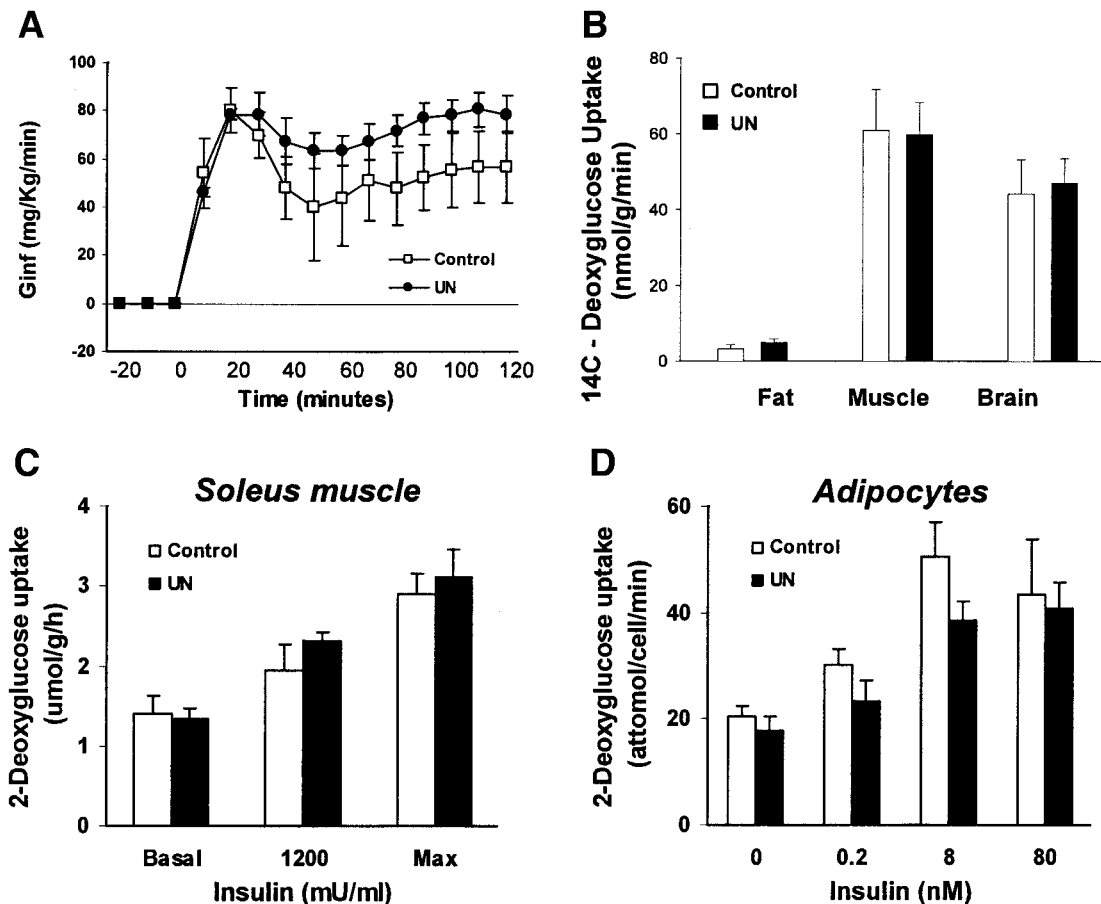 A
Ginf (mg/Kg/min)
100
80
60
40
20
0
-20
-20 0 20 40 60 80 100 120
Time (minutes)
Control
UN
B
14C - Deoxyglucose Uptake
(nmol/g/min)
80
60
40
20
0
Control
UN
Fat Muscle Brain
C
Soleus muscle
2-Deoxyglucose uptake
(umol/g/h)
4
3
2
1
0
Control
UN
Basal 1200 Max
Insulin (mU/ml)
D
Adipocytes
2-Deoxyglucose uptake
(attomol/cell/min)
60
40
20
0
Control
UN
0 0.2 8 80
Insulin (nM)